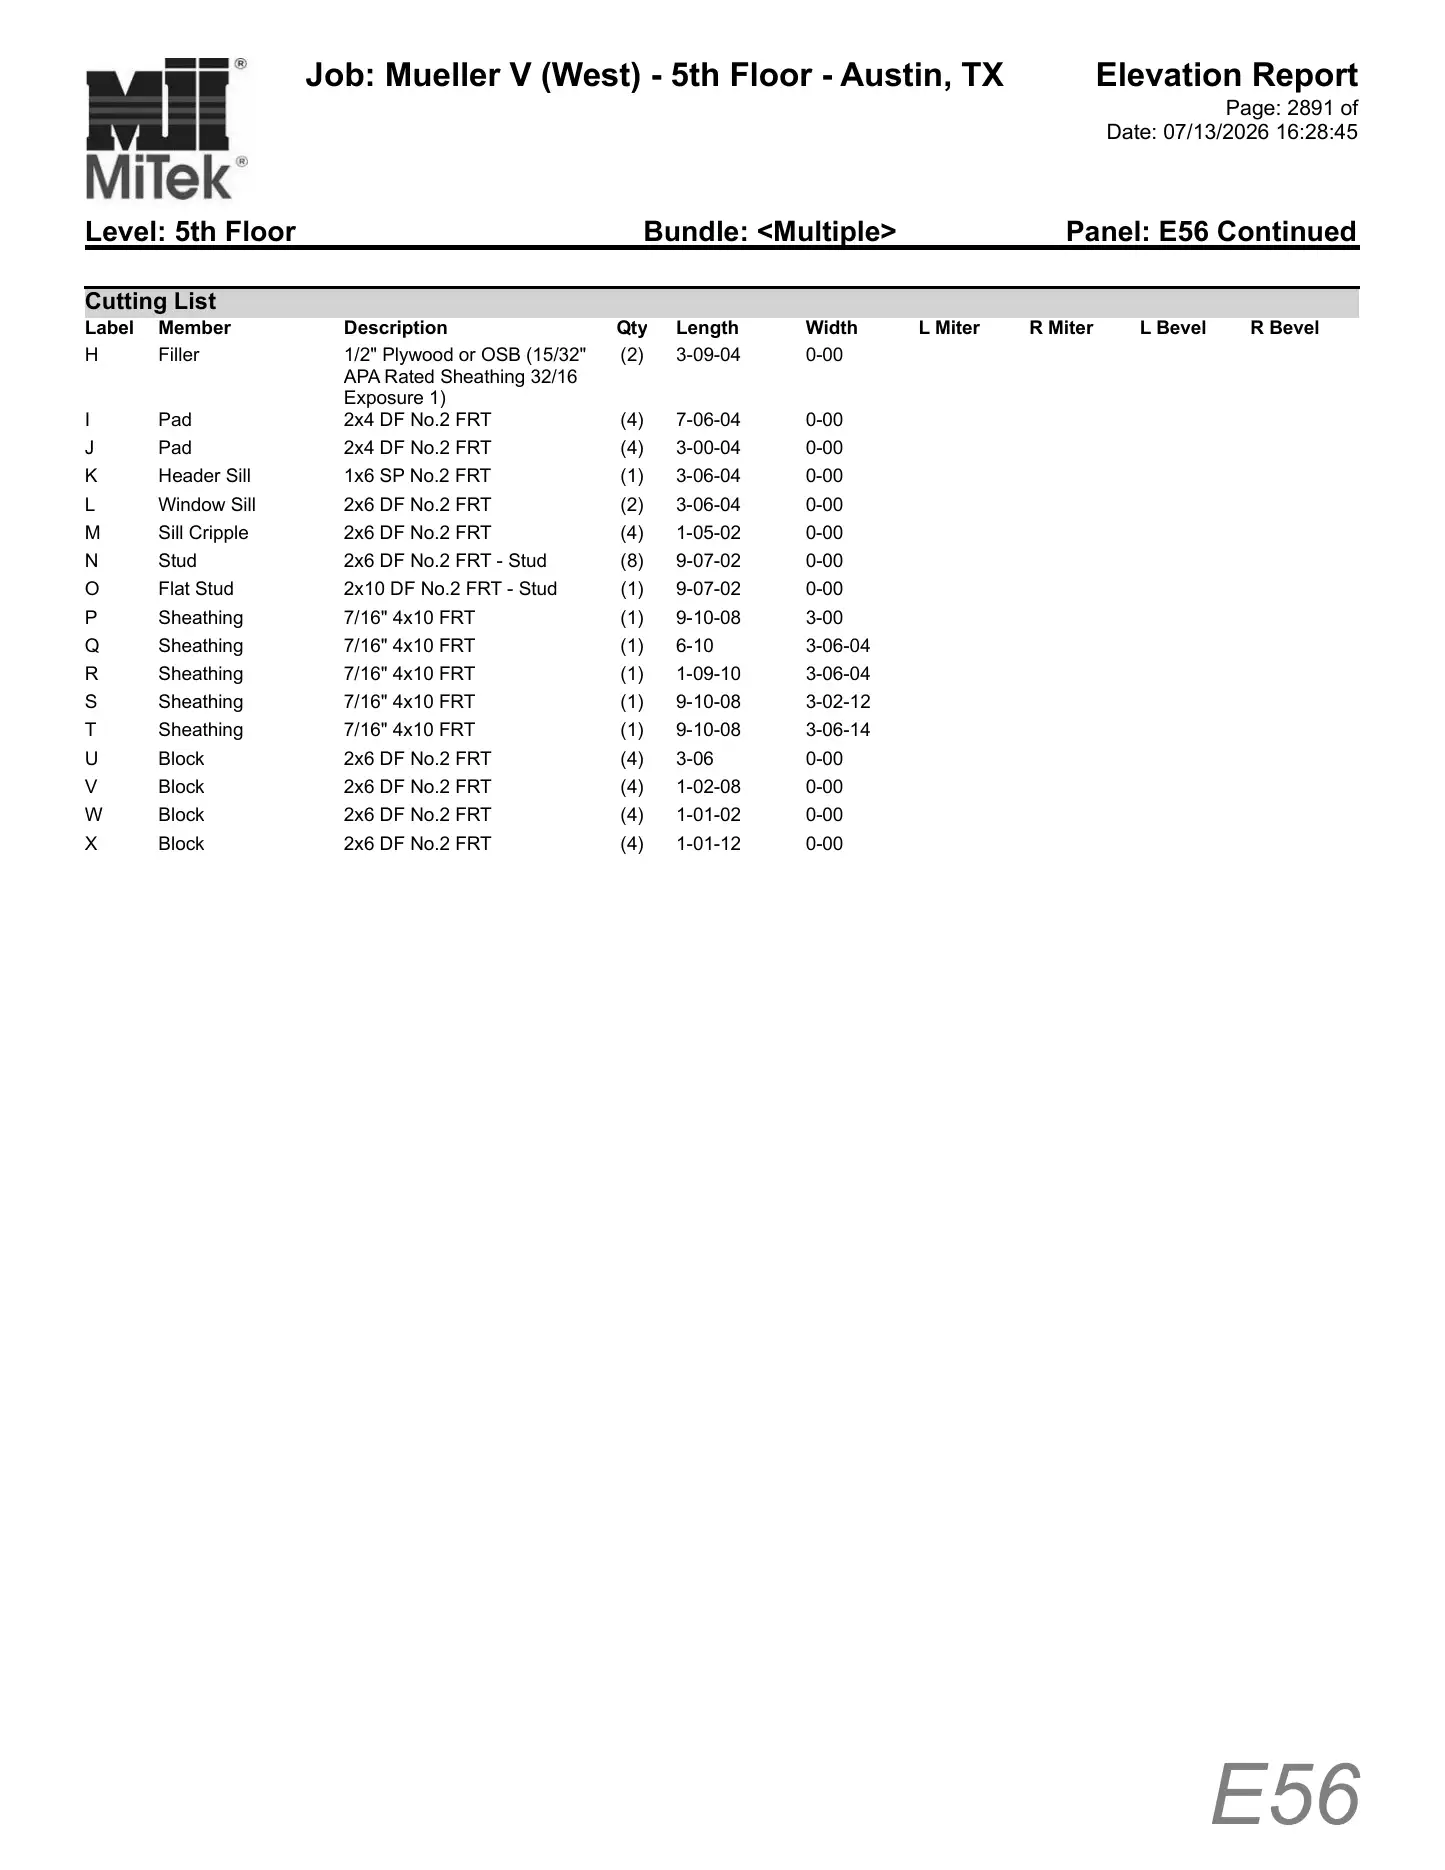 MiTek®
®
Job: Mueller V (West) - 5th Floor - Austin, TX
Elevation Report
Page: 2891 of
Date: 07/13/2026 16:28:45
Level: 5th Floor Bundle: <Multiple> Panel: E56 Continued
Cutting List
Label Member Description Qty Length Width L Miter R Miter L Bevel R Bevel
H Filler 1/2" Plywood or OSB (15/32" (2) 3-09-04 0-00
APA Rated Sheathing 32/16
Exposure 1)
I Pad 2x4 DF No.2 FRT (4) 7-06-04 0-00
J Pad 2x4 DF No.2 FRT (4) 3-00-04 0-00
K Header Sill 1x6 SP No.2 FRT (1) 3-06-04 0-00
L Window Sill 2x6 DF No.2 FRT (2) 3-06-04 0-00
M Sill Cripple 2x6 DF No.2 FRT (4) 1-05-02 0-00
N Stud 2x6 DF No.2 FRT - Stud (8) 9-07-02 0-00
O Flat Stud 2x10 DF No.2 FRT - Stud (1) 9-07-02 0-00
P Sheathing 7/16" 4x10 FRT (1) 9-10-08 3-00
Q Sheathing 7/16" 4x10 FRT (1) 6-10 3-06-04
R Sheathing 7/16" 4x10 FRT (1) 1-09-10 3-06-04
S Sheathing 7/16" 4x10 FRT (1) 9-10-08 3-02-12
T Sheathing 7/16" 4x10 FRT (1) 9-10-08 3-06-14
U Block 2x6 DF No.2 FRT (4) 3-06 0-00
V Block 2x6 DF No.2 FRT (4) 1-02-08 0-00
W Block 2x6 DF No.2 FRT (4) 1-01-02 0-00
X Block 2x6 DF No.2 FRT (4) 1-01-12 0-00
E56